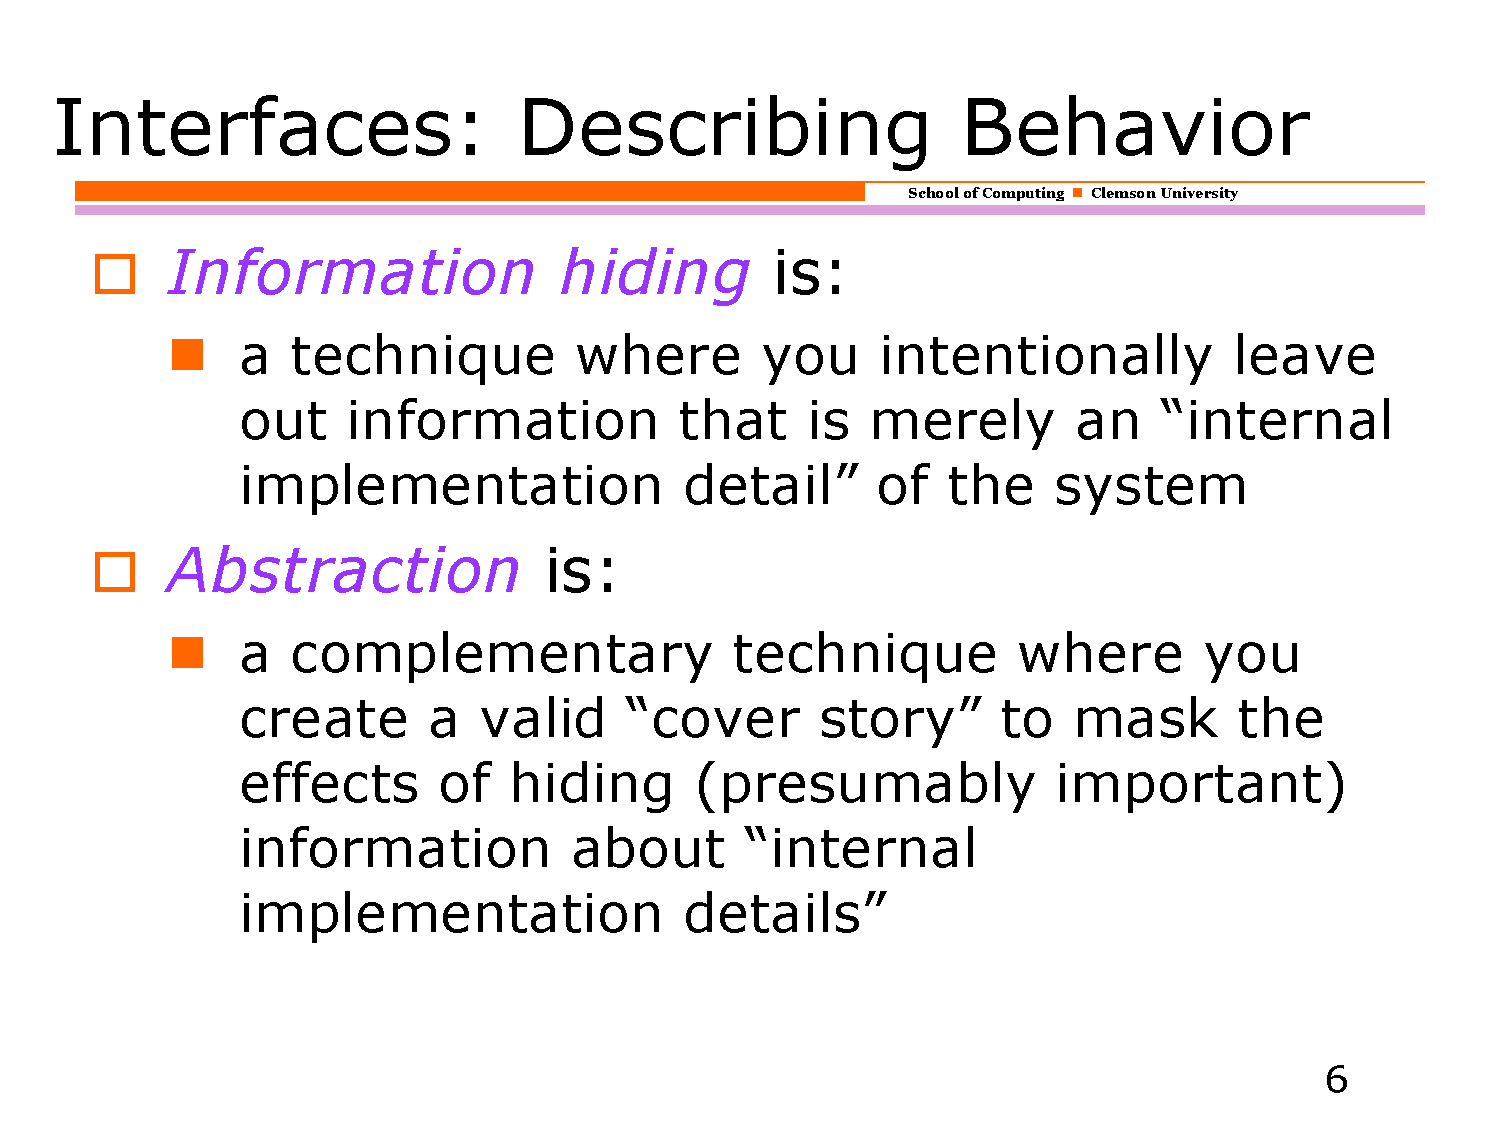 Interfaces: Describing Behavior
School of Computing ■ Clemson University
Information hiding is:
a technique where you intentionally leave
out information that is merely an “internal
implementation detail” of the system
Abstraction is:
a complementary technique where you
create a valid “cover story” to mask the
effects of hiding (presumably important)
information about “internal
implementation details”
6